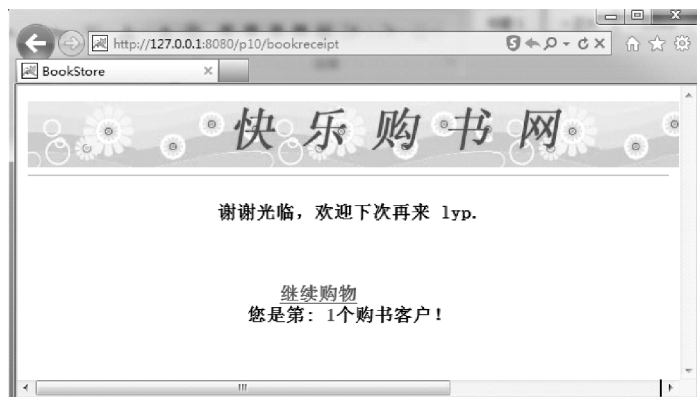 http://127.0.0.1:8080/p10/bookreceipt
BookStore
快乐购书网
谢谢光临，欢迎下次再来 lyp.
继续购物
您是第：1个购书客户！